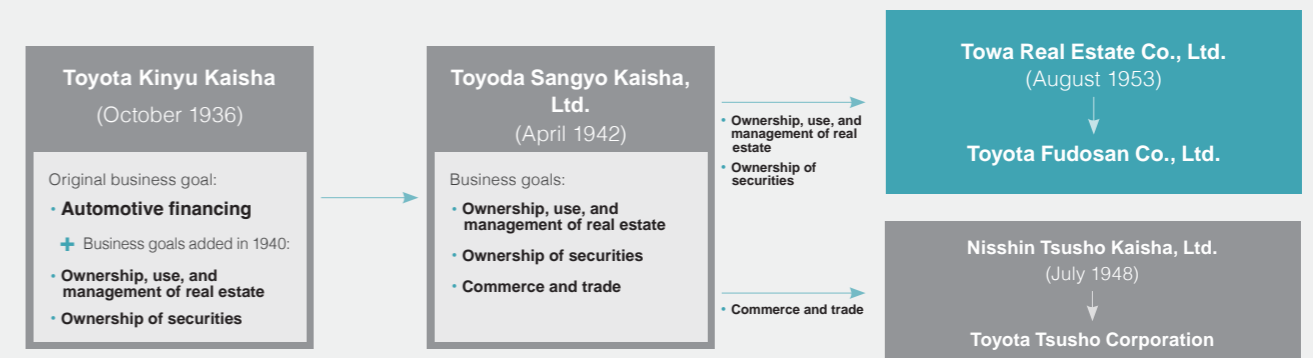 Toyota Kinyu Kaisha
(October 1936)
Original business goal:
• Automotive financing
+ Business goals added in 1940:
• Ownership, use, and
management of real estate
• Ownership of securities
Toyoda Sangyo Kaisha,
Ltd.
(April 1942)
Business goals:
• Ownership, use, and
management of real estate
• Ownership of securities
• Commerce and trade
• Ownership, use, and
management of real
estate
• Ownership of
securities
• Commerce and trade
Towa Real Estate Co., Ltd.
(August 1953)
Toyota Fudosan Co., Ltd.
Nisshin Tsusho Kaisha, Ltd.
(July 1948)
Toyota Tsusho Corporation